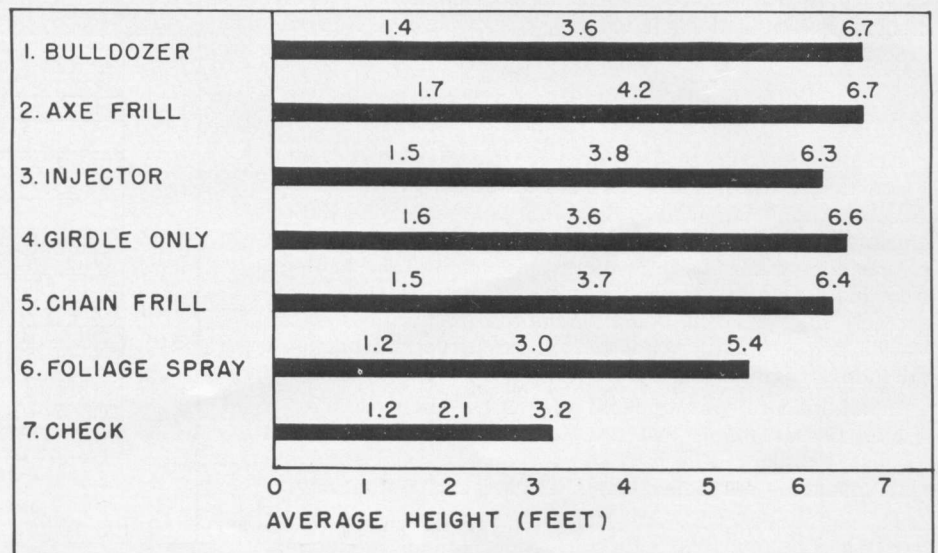 1.4 3.6 6.7
1. BULLDOZER
1.7 4.2 6.7
2. AXE FRILL
1.5 3.8 6.3
3. INJECTOR
1.6 3.6 6.6
4. GIRDLE ONLY
1.5 3.7 6.4
5. CHAIN FRILL
1.2 3.0 5.4
6. FOLIAGE SPRAY
1.2 2.1 3.2
7. CHECK
0 1 2 3 4 5 6 7
AVERAGE HEIGHT (FEET)